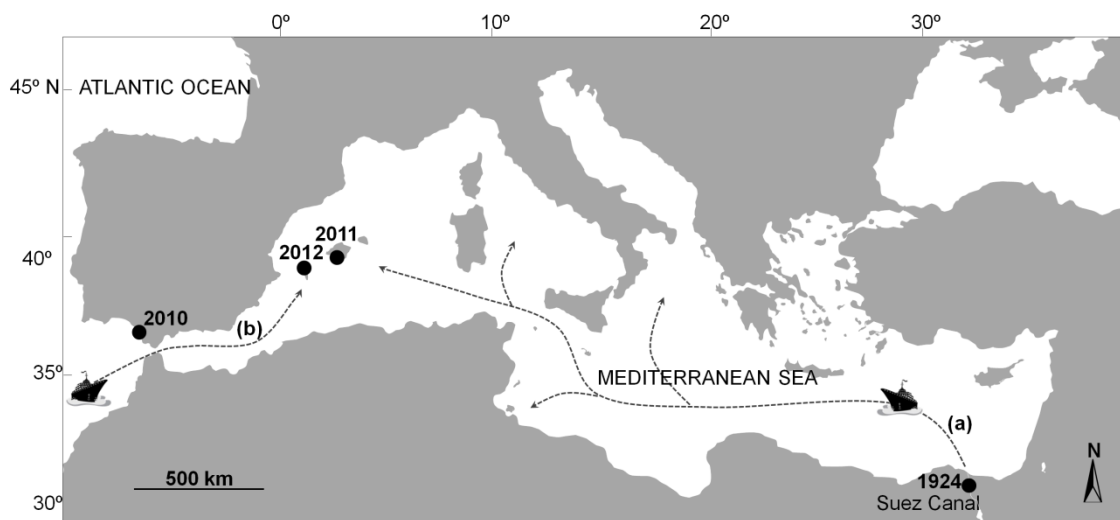 0º 10º 20º 30º
45º N ATLANTIC OCEAN
2011
2012
40º
2010
(b)
35º
MEDITERRANEAN SEA
(a)
500 km
N
1924
30º
Suez Canal